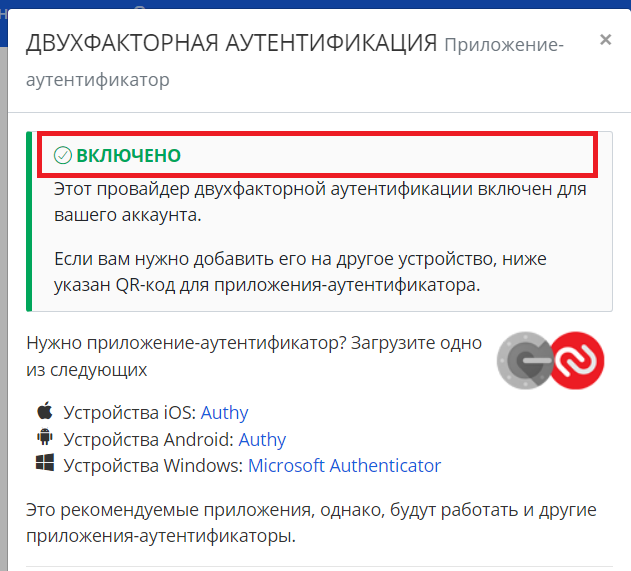 ДВУХФАКТОРНАЯ АУТЕНТИФИКАЦИЯ Приложение-
аутентификатор
×
ВКЛЮЧЕНО
Этот провайдер двухфакторной аутентификации включен для
вашего аккаунта.
Если вам нужно добавить его на другое устройство, ниже
указан QR-код для приложения-аутентификатора.
Нужно приложение-аутентификатор? Загрузите одно
из следующих
Устройства iOS: Authy
Устройства Android: Authy
Устройства Windows: Microsoft Authenticator
Это рекомендуемые приложения, однако, будут работать и другие
приложения-аутентификаторы.